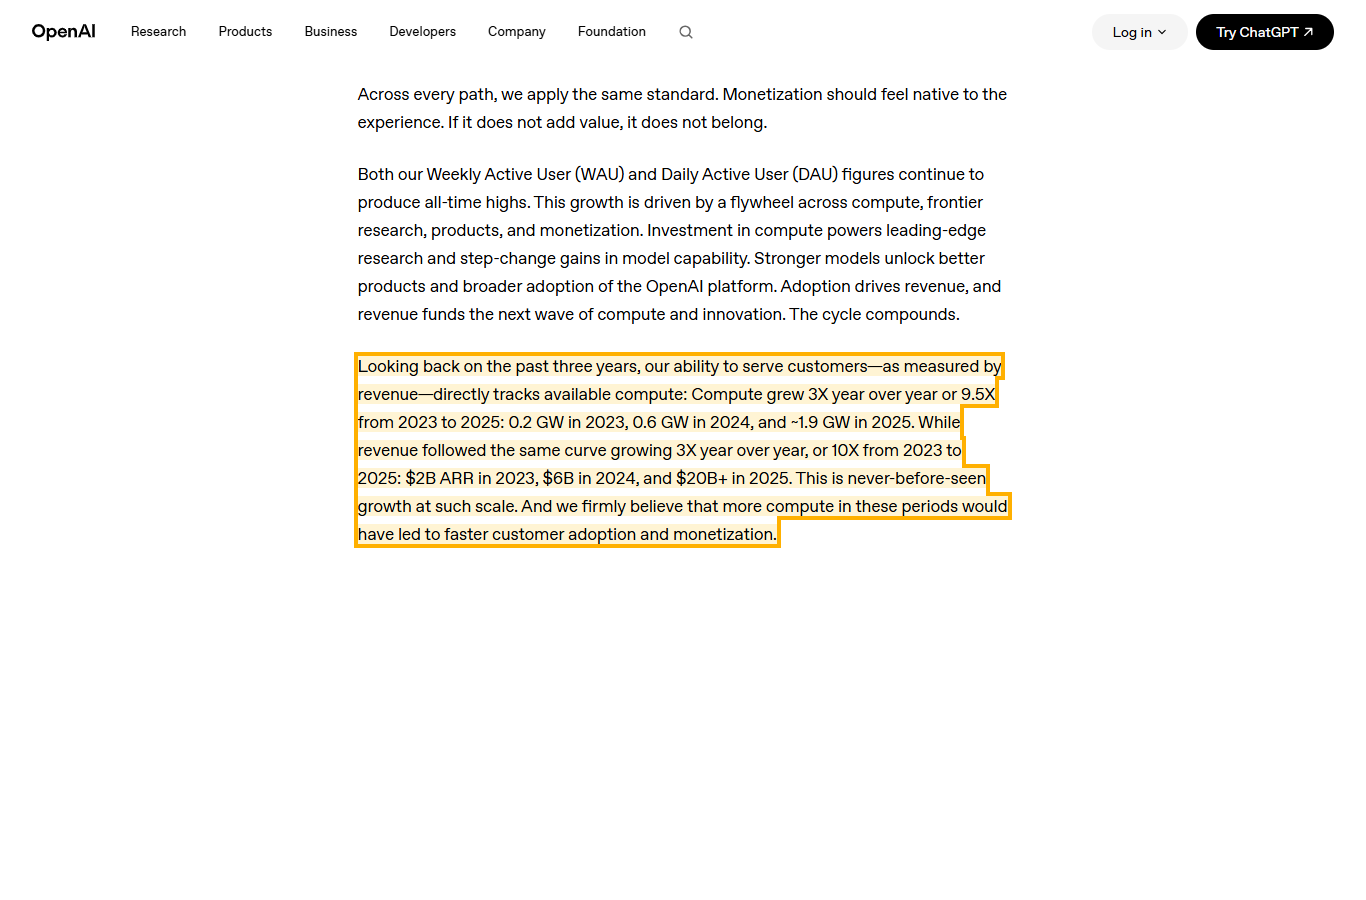 OpenAI
Research
Products
Business
Developers
Company
Foundation
Log in
Try ChatGPT
Across every path, we apply the same standard. Monetization should feel native to the
experience. If it does not add value, it does not belong.
Both our Weekly Active User (WAU) and Daily Active User (DAU) figures continue to
produce all-time highs. This growth is driven by a flywheel across compute, frontier
research, products, and monetization. Investment in compute powers leading-edge
research and step-change gains in model capability. Stronger models unlock better
products and broader adoption of the OpenAI platform. Adoption drives revenue, and
revenue funds the next wave of compute and innovation. The cycle compounds.
Looking back on the past three years, our ability to serve customers—as measured by
revenue—directly tracks available compute: Compute grew 3X year over year or 9.5X
from 2023 to 2025: 0.2 GW in 2023, 0.6 GW in 2024, and ~1.9 GW in 2025. While
revenue followed the same curve growing 3X year over year, or 10X from 2023 to
2025: $2B ARR in 2023, $6B in 2024, and $20B+ in 2025. This is never-before-seen
growth at such scale. And we firmly believe that more compute in these periods would
have led to faster customer adoption and monetization.